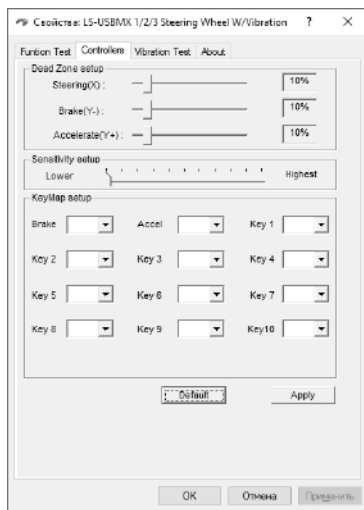 Свойства: LS-USBMX 1/2/3 Steering Wheel W/Vibration ? X
Funtion Test Controllers Vibration Test About
Dead Zone setup
Steering(X) : 10%
Brake(Y-) : 10%
Accelerate(Y+) : 10%
Sensitivity setup
Lower Highest
KeyMap setup
Brake Accel Key 1
Key 2 Key 3 Key 4
Key 5 Key 6 Key 7
Key 8 Key 9 Key10
Default Apply
OK Отмена Применить